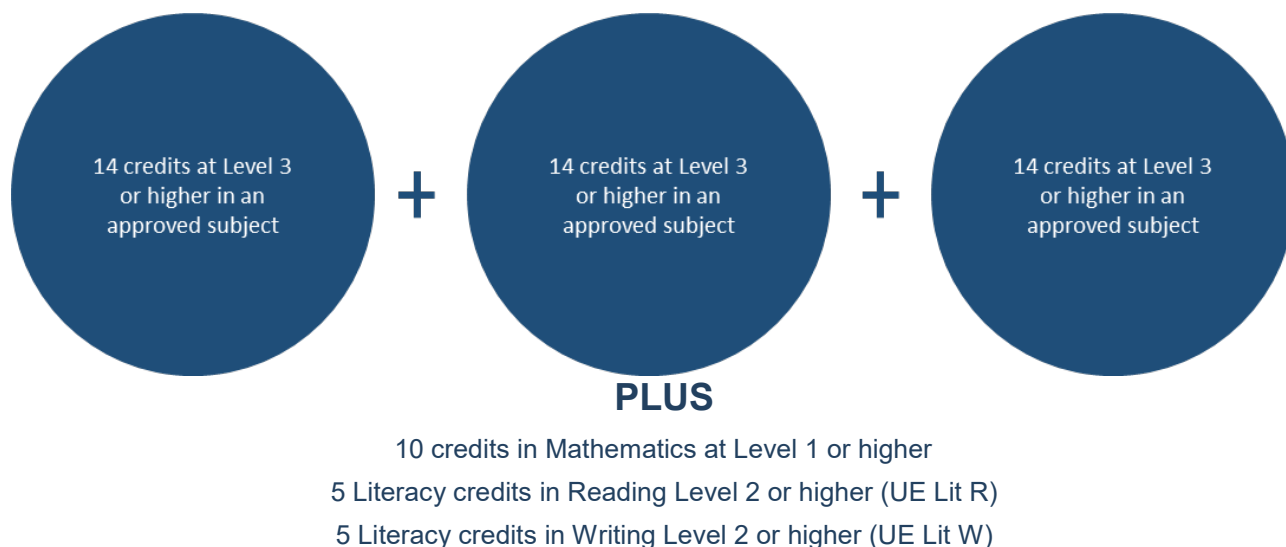 14 credits at Level 3
or higher in an
approved subject
+
14 credits at Level 3
or higher in an
approved subject
+
14 credits at Level 3
or higher in an
approved subject
PLUS
10 credits in Mathematics at Level 1 or higher
5 Literacy credits in Reading Level 2 or higher (UE Lit R)
5 Literacy credits in Writing Level 2 or higher (UE Lit W)